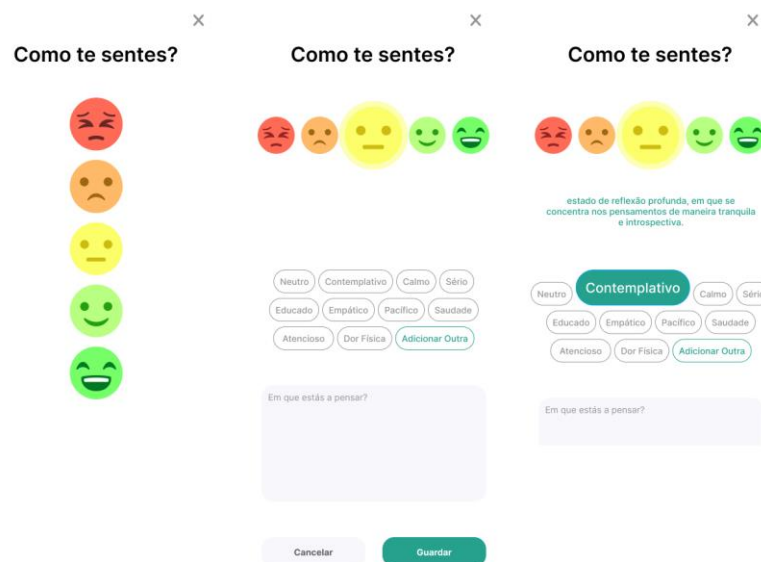 X
Como te sentes?
X
Como te sentes?
Neutro Contemplativo Calmo Sério
Educado Empático Pacífico Saudade
Atencioso Dor Física Adicionar Outra
Em que estás a pensar?
Cancelar Guardar
X
Como te sentes?
estado de reflexão profunda, em que se
concentra nos pensamentos de maneira tranquila
e introspectiva.
Neutro Contemplativo Calmo Séri
Educado Empático Pacífico Saudade
Atencioso Dor Física Adicionar Outra
Em que estás a pensar?